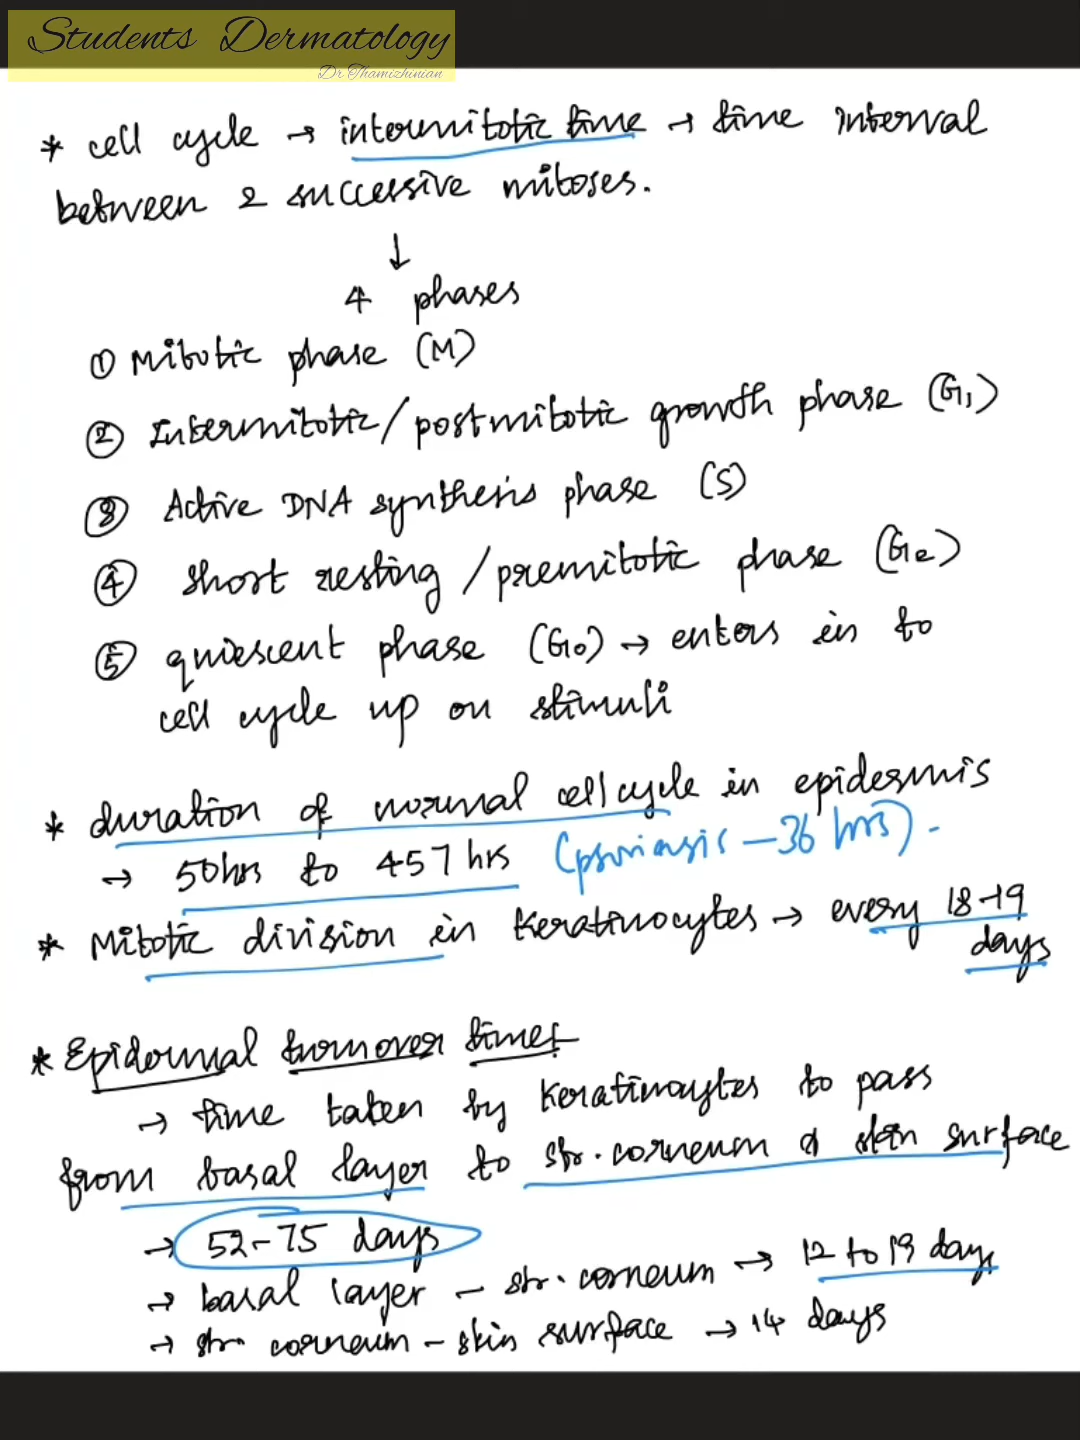 Students Dermatology
Dr Thamizhinian
* cell cycle → intermitotic time → time interval
between 2 successive mitoses.
↓
4 phases
① Mitotic phase (M)
② Intermitotic/postmitotic growth phase (G1)
③ Active DNA synthesis phase (S)
④ short resting /premitotic phase (G2)
⑤ quiescent phase (G0) → enters in to
cell cycle up on stimuli
* duration of normal cell cycle in epidermis
→ 50hrs to 457 hrs (psoriasis – 36 hrs).
* Mitotic division in keratinocytes → every 18-19
days
* Epidermal turnover time:
→ time taken by keratinocytes to pass
from basal layer to str. corneum & skin surface
→ 52-75 days
→ basal layer – str. corneum → 12 to 19 days
→ str. corneum – skin surface → 14 days